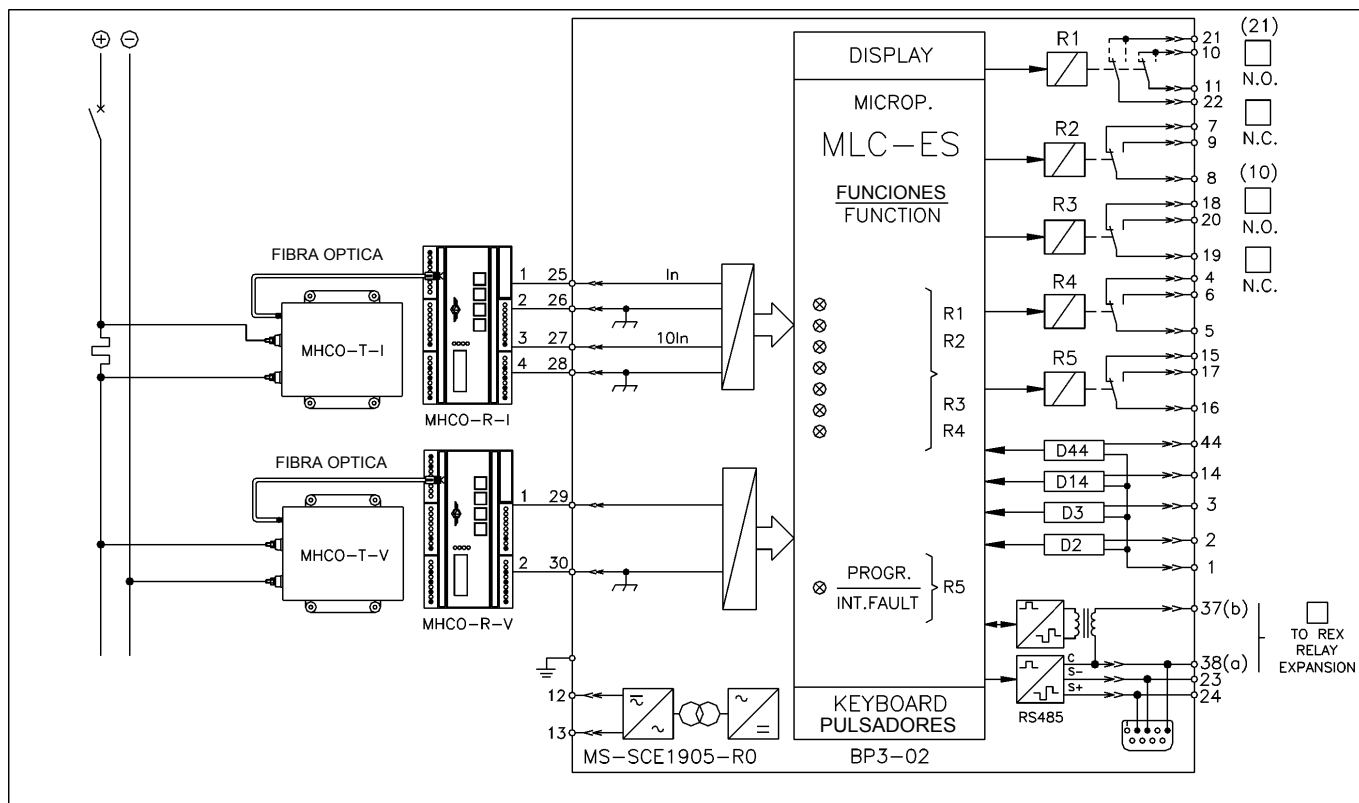 + −
DISPLAY
MICROP.
MLC-ES
FUNCIONES
FUNCTION
R1
R2
R3
R4
PROGR.
INT.FAULT
R5
KEYBOARD
PULSADORES
BP3-02
MS-SCE1905-R0
FIBRA OPTICA
MHCO-T-I
MHCO-R-I
1 25 In
2 26
3 27 10In
4 28
FIBRA OPTICA
MHCO-T-V
MHCO-R-V
1 29
2 30
12
13
R1
21
10
11
22
R2
7
9
8
R3
18
20
19
R4
4
6
5
R5
15
17
16
D44 44
D14 14
D3 3
D2 2
1
37(b)
C 38(a)
S- 23
S+ 24
RS485
(21)
N.O.
N.C.
(10)
N.O.
N.C.
TO REX
RELAY
EXPANSION